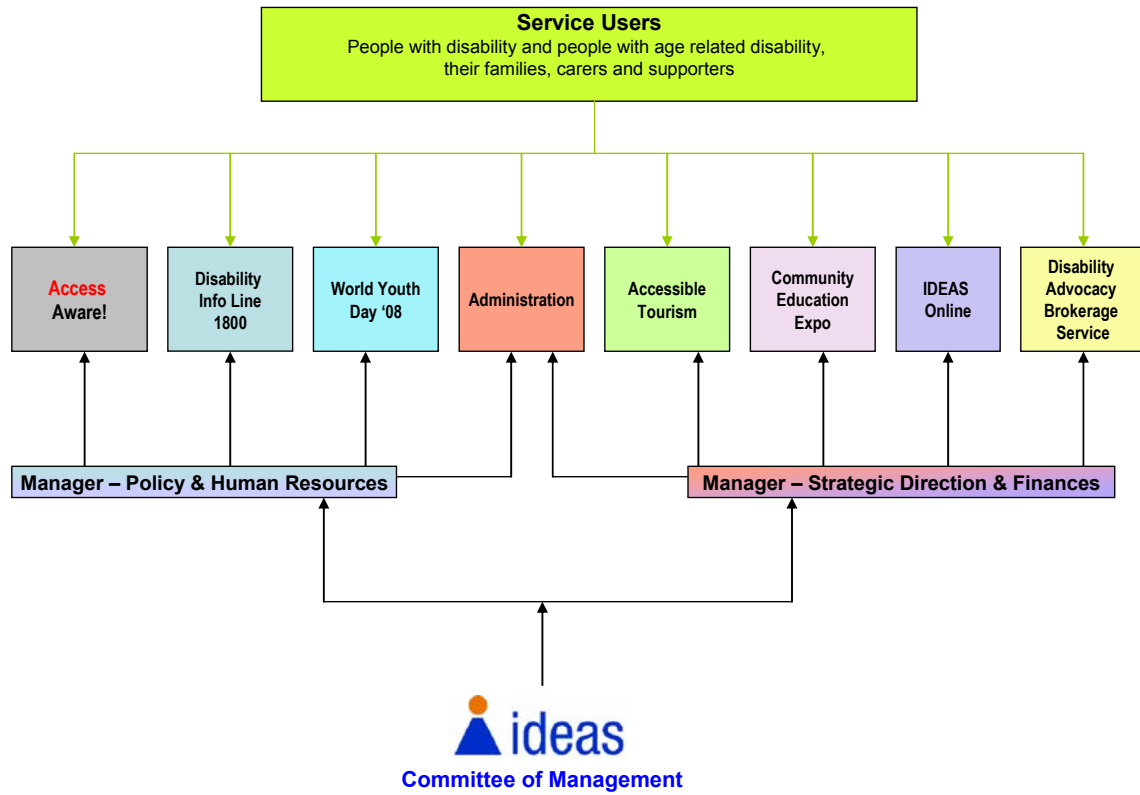 Service Users
People with disability and people with age related disability,
their families, carers and supporters
Access
Aware!
Disability
Info Line
1800
World Youth
Day ‘08
Administration
Accessible
Tourism
Community
Education
Expo
IDEAS
Online
Disability
Advocacy
Brokerage
Service
Manager – Policy & Human Resources
Manager – Strategic Direction & Finances
ideas
Committee of Management